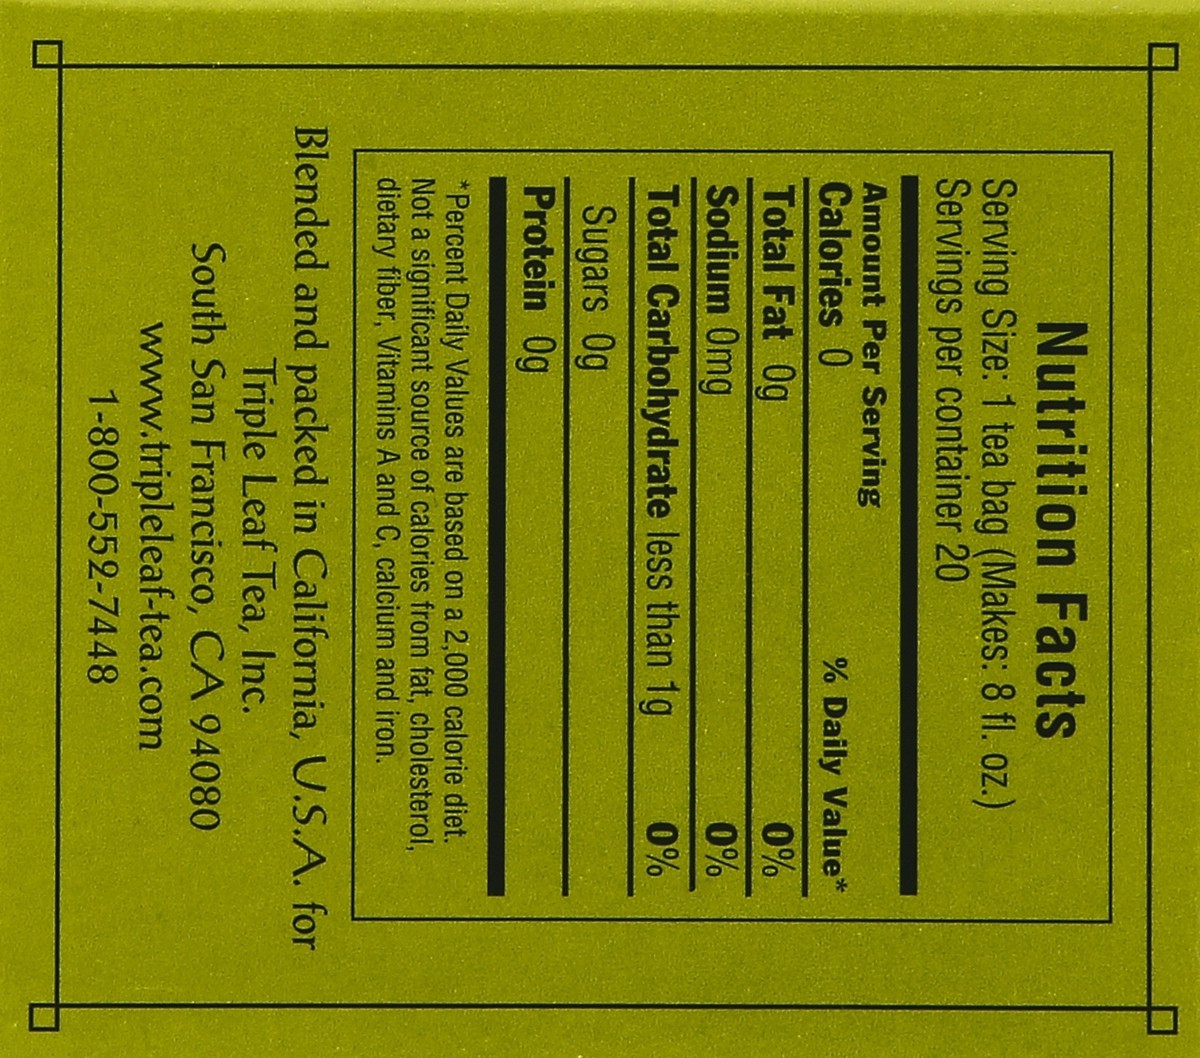 Nutrition Facts
Serving Size: 1 tea bag (Makes: 8 fl. oz.)
Servings per container 20
Amount Per Serving
Calories 0 % Daily Value*
Total Fat 0g 0%
Sodium 0mg 0%
Total Carbohydrate less than 1g 0%
Sugars 0g
Protein 0g
*Percent Daily Values are based on a 2,000 calorie diet.
Not a significant source of calories from fat, cholesterol,
dietary fiber, Vitamins A and C, calcium and iron.
Blended and packed in California, U.S.A. for
Triple Leaf Tea, Inc.
South San Francisco, CA 94080
www.tripleleaf-tea.com
1-800-552-7448